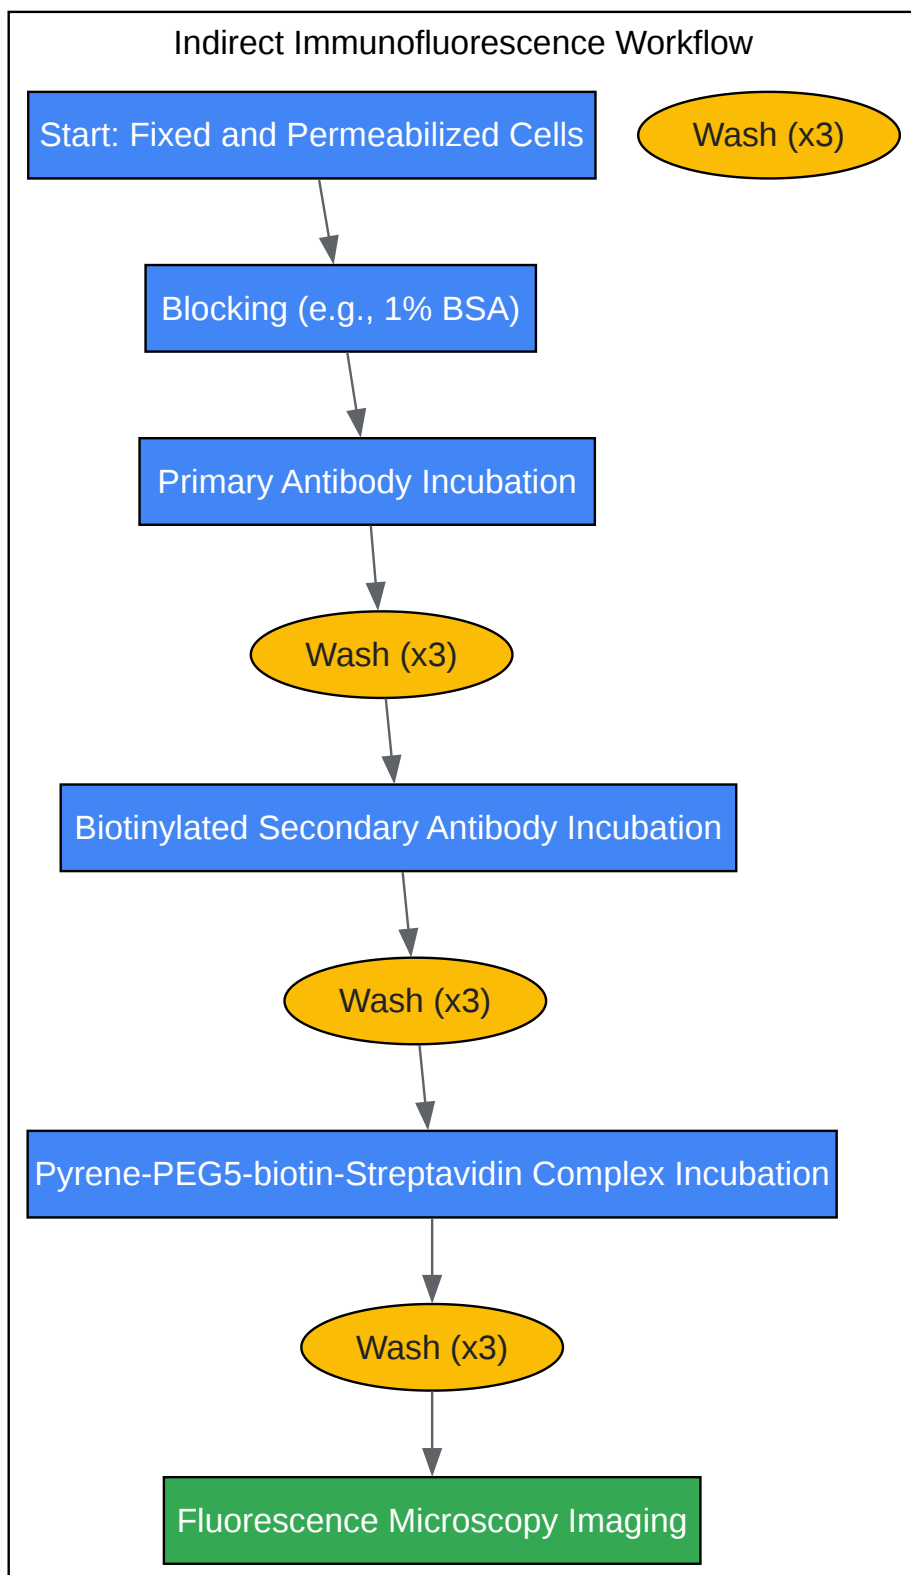 Indirect Immunofluorescence Workflow
Start: Fixed and Permeabilized Cells
Wash (x3)
Blocking (e.g., 1% BSA)
Primary Antibody Incubation
Wash (x3)
Biotinylated Secondary Antibody Incubation
Wash (x3)
Pyrene-PEG5-biotin-Streptavidin Complex Incubation
Wash (x3)
Fluorescence Microscopy Imaging